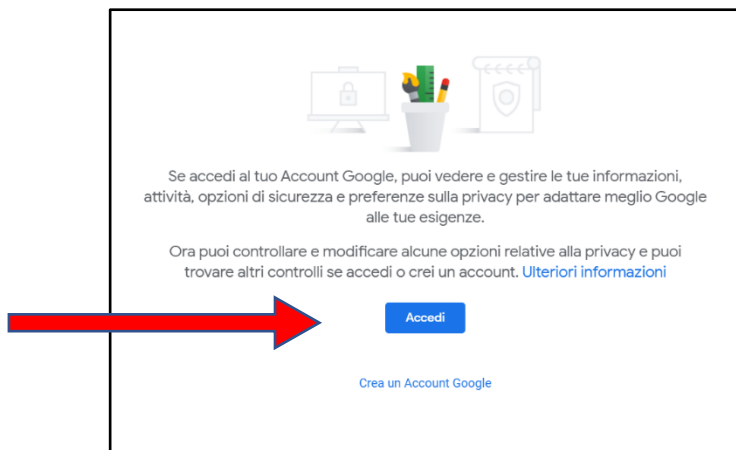 Se accedi al tuo Account Google, puoi vedere e gestire le tue informazioni,
attività, opzioni di sicurezza e preferenze sulla privacy per adattare meglio Google
alle tue esigenze.
Ora puoi controllare e modificare alcune opzioni relative alla privacy e puoi
trovare altri controlli se accedi o crei un account. Ulteriori informazioni
Accedi
Crea un Account Google